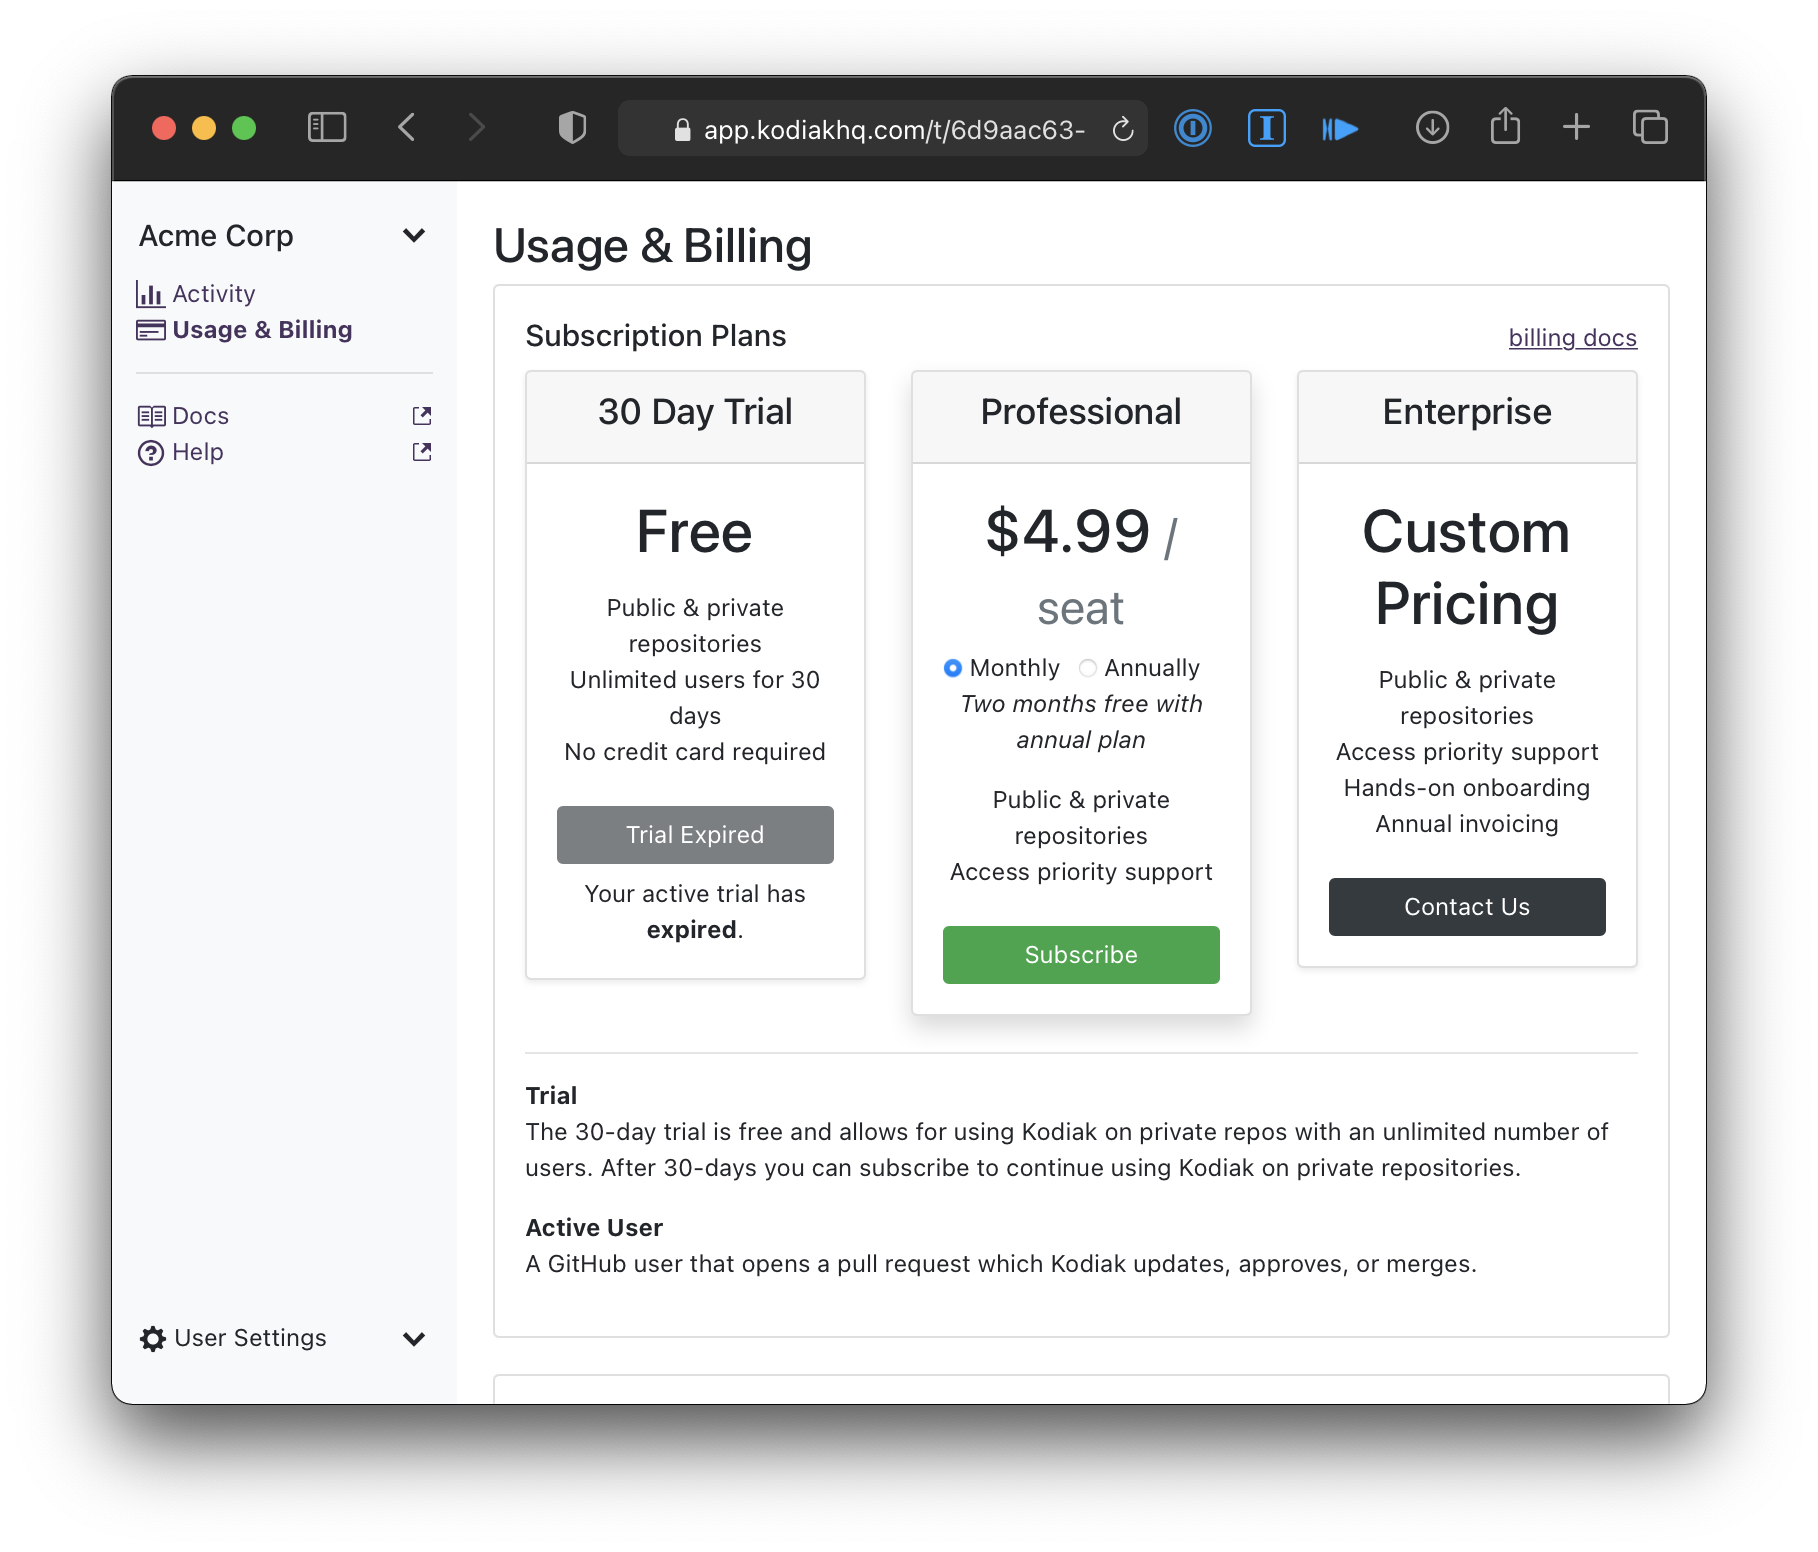 app.kodiakhq.com/t/6d9aac63-
Acme Corp
Activity
Usage & Billing
Docs
Help
User Settings
Usage & Billing
Subscription Plans
billing docs
30 Day Trial
Free
Public & private
repositories
Unlimited users for 30
days
No credit card required
Trial Expired
Your active trial has
expired.
Professional
$4.99 /
seat
Monthly Annually
Two months free with
annual plan
Public & private
repositories
Access priority support
Subscribe
Enterprise
Custom
Pricing
Public & private
repositories
Access priority support
Hands-on onboarding
Annual invoicing
Contact Us
Trial
The 30-day trial is free and allows for using Kodiak on private repos with an unlimited number of
users. After 30-days you can subscribe to continue using Kodiak on private repositories.
Active User
A GitHub user that opens a pull request which Kodiak updates, approves, or merges.